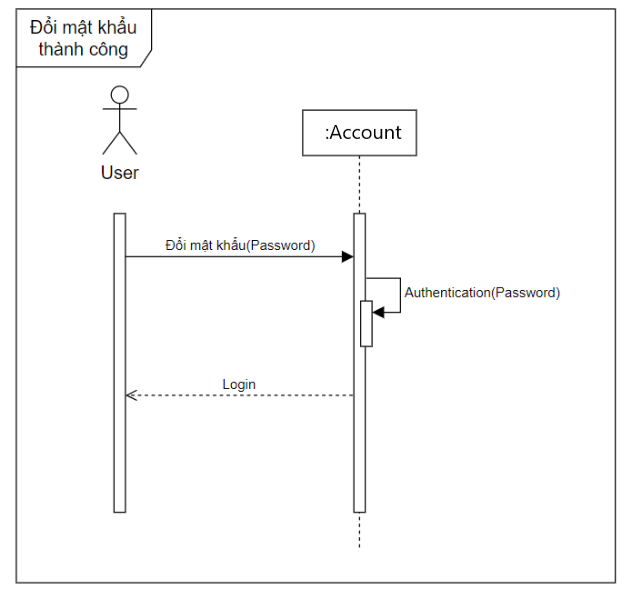 Đổi mật khẩu
thành công
:Account
User
Đổi mật khẩu(Password)
Authentication(Password)
Login